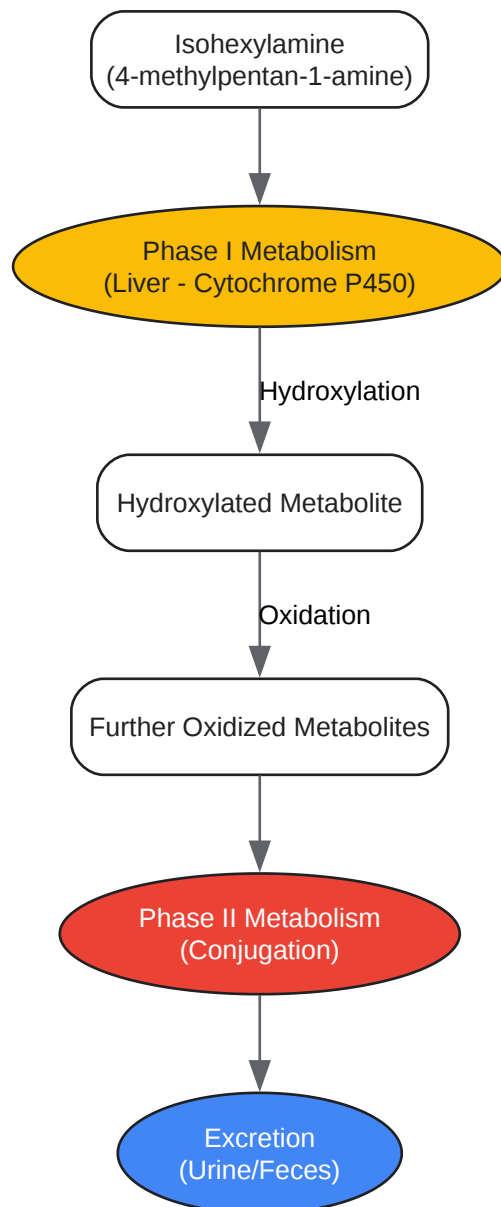 Isohexylamine
(4-methylpentan-1-amine)
Phase I Metabolism
(Liver - Cytochrome P450)
Hydroxylation
Hydroxylated Metabolite
Oxidation
Further Oxidized Metabolites
Phase II Metabolism
(Conjugation)
Excretion
(Urine/Feces)